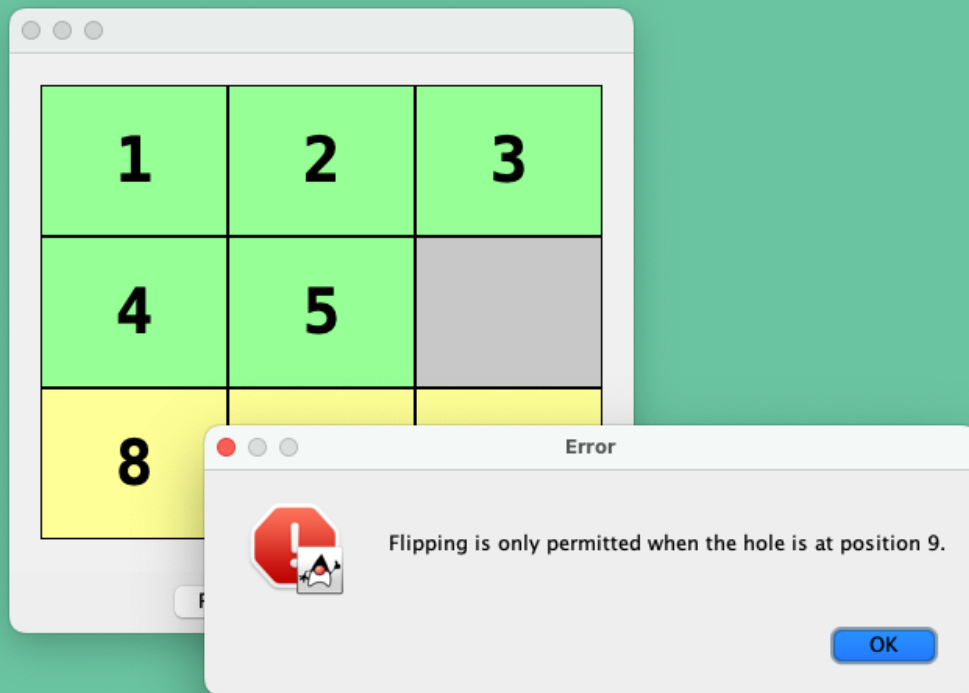 1 2 3
4 5
8
Error
Flipping is only permitted when the hole is at position 9.
OK